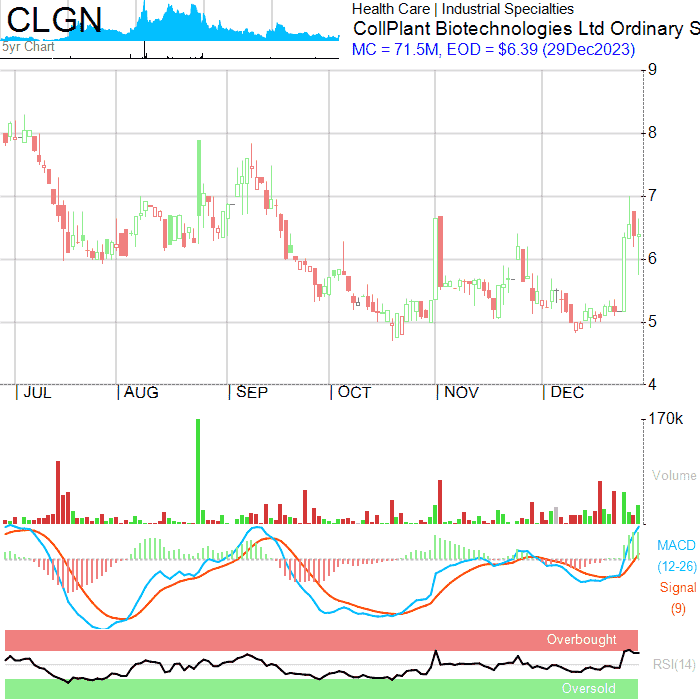 CLGN
5yr Chart
Health Care | Industrial Specialties
CollPlant Biotechnologies Ltd Ordinary S
MC = 71.5M, EOD = $6.39 (29Dec2023)
9
8
7
6
5
4
JUL
AUG
SEP
OCT
NOV
DEC
170k
Volume
MACD
(12-26)
Signal
(9)
Overbought
RSI(14)
Oversold